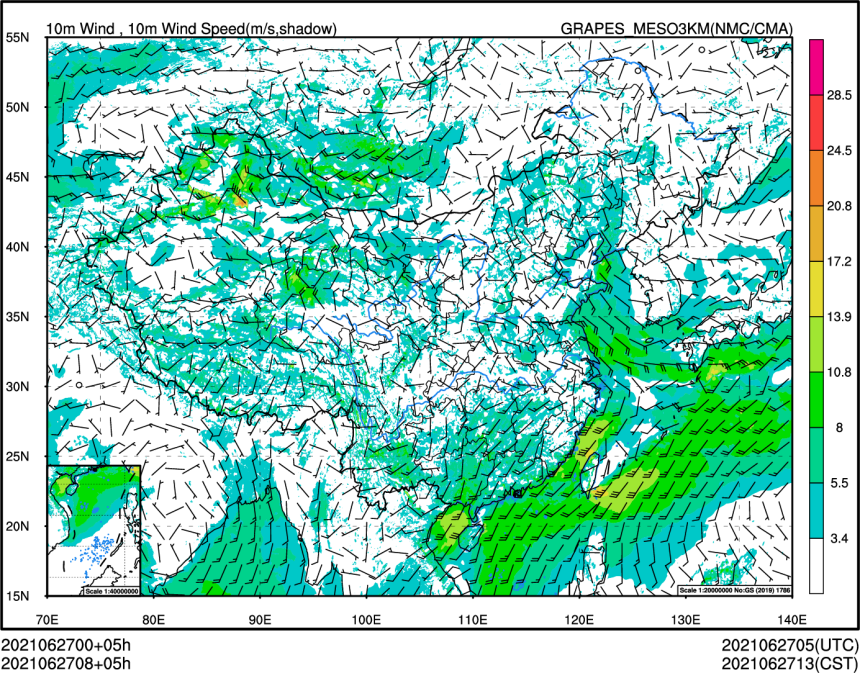 10m Wind , 10m Wind Speed(m/s,shadow) GRAPES_MESO3KM(NMC/CMA)
55N
50N
45N
40N
35N
30N
25N
20N
15N
28.5
24.5
20.8
17.2
13.9
10.8
8
5.5
3.4
Scale 1:40000000
Scale 1:20000000 No:GS (2019) 1786
70E 80E 90E 100E 110E 120E 130E 140E
2021062700+05h 2021062705(UTC)
2021062708+05h 2021062713(CST)